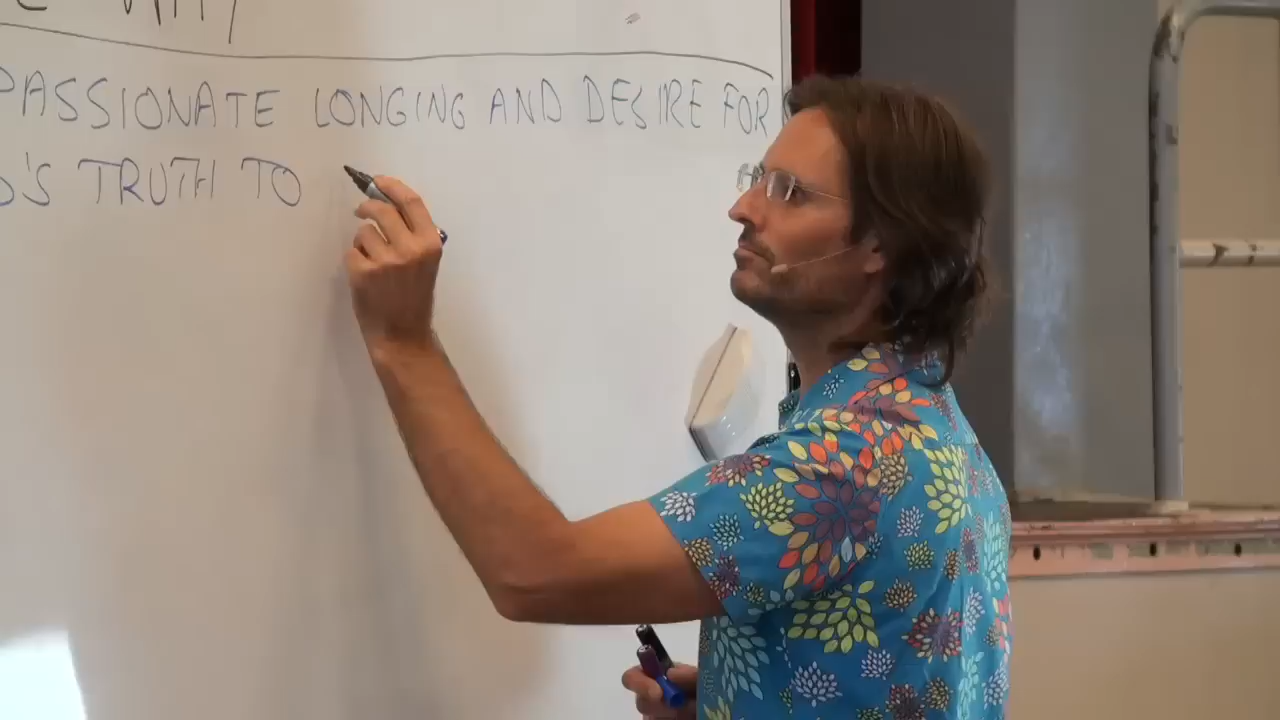 PASSIONATE LONGING AND DESIRE FOR
D'S TRUTH TO